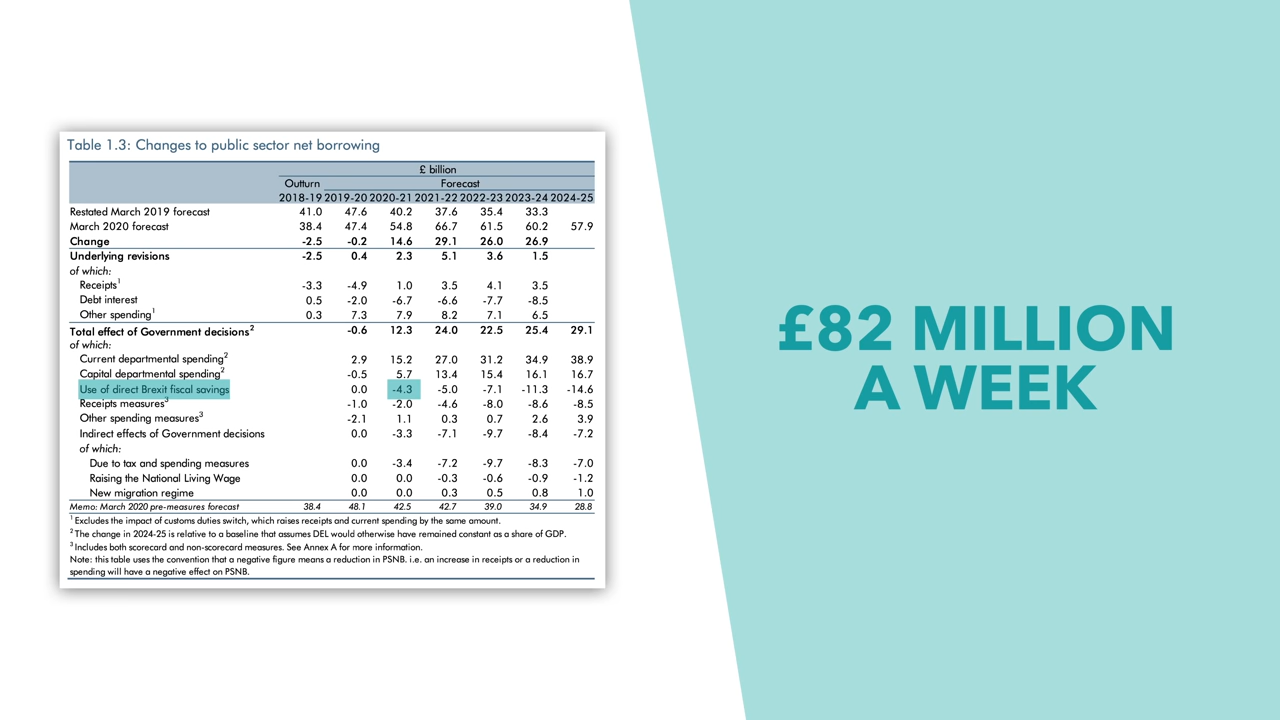 Table 1.3: Changes to public sector net borrowing
£ billion
Outturn Forecast
2018-19 2019-20 2020-21 2021-22 2022-23 2023-24 2024-25
Restated March 2019 forecast 41.0 47.6 40.2 37.6 35.4 33.3
March 2020 forecast 38.4 47.4 54.8 66.7 61.5 60.2 57.9
Change -2.5 -0.2 14.6 29.1 26.0 26.9
Underlying revisions -2.5 0.4 2.3 5.1 3.6 1.5
of which:
Receipts¹ -3.3 -4.9 1.0 3.5 4.1 3.5
Debt interest 0.5 -2.0 -6.7 -6.6 -7.7 -8.5
Other spending¹ 0.3 7.3 7.9 8.2 7.1 6.5
Total effect of Government decisions² -0.6 12.3 24.0 22.5 25.4 29.1
of which:
Current departmental spending² 2.9 15.2 27.0 31.2 34.9 38.9
Capital departmental spending² -0.5 5.7 13.4 15.4 16.1 16.7
Use of direct Brexit fiscal savings 0.0 -4.3 -5.0 -7.1 -11.3 -14.6
Receipts measures³ -1.0 -2.0 -4.6 -8.0 -8.6 -8.5
Other spending measures³ -2.1 1.1 0.3 0.7 2.6 3.9
Indirect effects of Government decisions 0.0 -3.3 -7.1 -9.7 -8.4 -7.2
of which:
Due to tax and spending measures 0.0 -3.4 -7.2 -9.7 -8.3 -7.0
Raising the National Living Wage 0.0 0.0 -0.3 -0.6 -0.9 -1.2
New migration regime 0.0 0.0 0.3 0.5 0.8 1.0
Memo: March 2020 pre-measures forecast 38.4 48.1 42.5 42.7 39.0 34.9 28.8
¹ Excludes the impact of customs duties switch, which raises receipts and current spending by the same amount.
² The change in 2024-25 is relative to a baseline that assumes DEL would otherwise have remained constant as a share of GDP.
³ Includes both scorecard and non-scorecard measures. See Annex A for more information.
Note: this table uses the convention that a negative figure means a reduction in PSNB. i.e. an increase in receipts or a reduction in
spending will have a negative effect on PSNB.
£82 MILLION
A WEEK